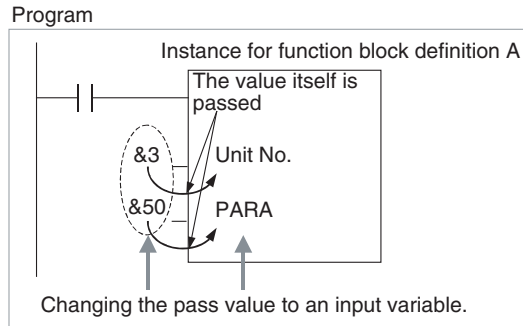 Program
Instance for function block definition A
The value itself is
passed
&3
Unit No.
&50
PARA
Changing the pass value to an input variable.